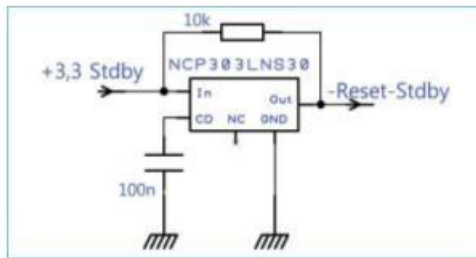 10k
+3,3 Stdby
NCP303LNS30
-Reset-Stdby
In
Out
CD
NC
GND
100n